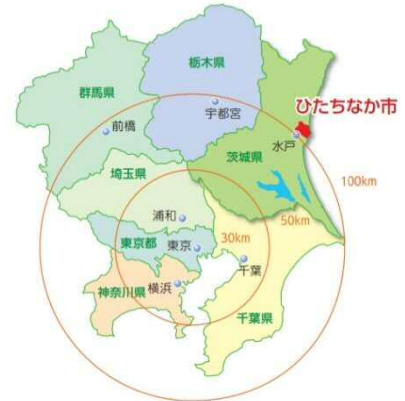 栃木県
群馬県
宇都宮
ひたちなか市
前橋
水戸
茨城県
埼玉県
100km
浦和
50km
30km
東京都
東京
千葉
横浜
神奈川県
千葉県